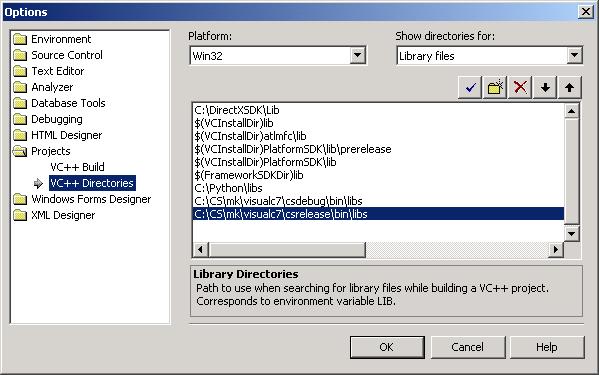 Options
Environment
Source Control
Text Editor
Analyzer
Database Tools
Debugging
HTML Designer
Projects
VC++ Build
VC++ Directories
Windows Forms Designer
XML Designer
Platform:
Win32
Show directories for:
Library files
C:\DirectXSDK\Lib
$(VCInstallDir)lib
$(VCInstallDir)atlmfc\lib
$(VCInstallDir)PlatformSDK\lib\prerelease
$(VCInstallDir)PlatformSDK\lib
$(FrameworkSDKDir)lib
C:\Python\libs
C:\CS\mk\visualc7\csdebug\bin\libs
C:\CS\mk\visualc7\csrelease\bin\libs
Library Directories
Path to use when searching for library files while building a VC++ project.
Corresponds to environment variable LIB.
OK
Cancel
Help